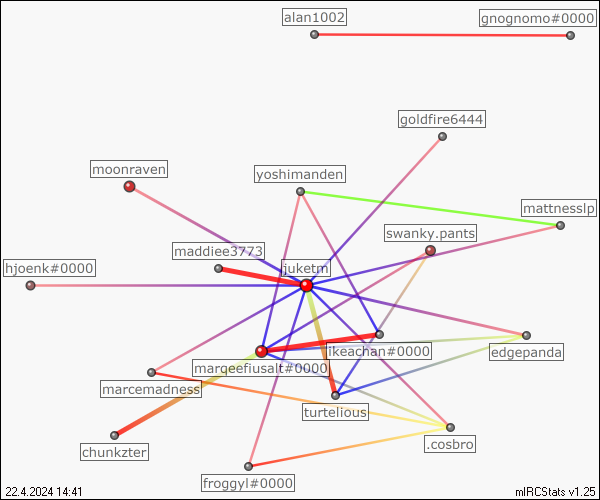 alan1002
gnognomo#0000
goldfire6444
moonraven
yoshimanden
mattnesslp
swanky.pants
maddiee3773
hjoenk#0000
juketm
ikeachan#0000
edgepanda
margeefiusalt#0000
marcemadness
turtelious
.cosbro
chunkzter
froggyl#0000
22.4.2024 14:41
mIRCStats v1.25